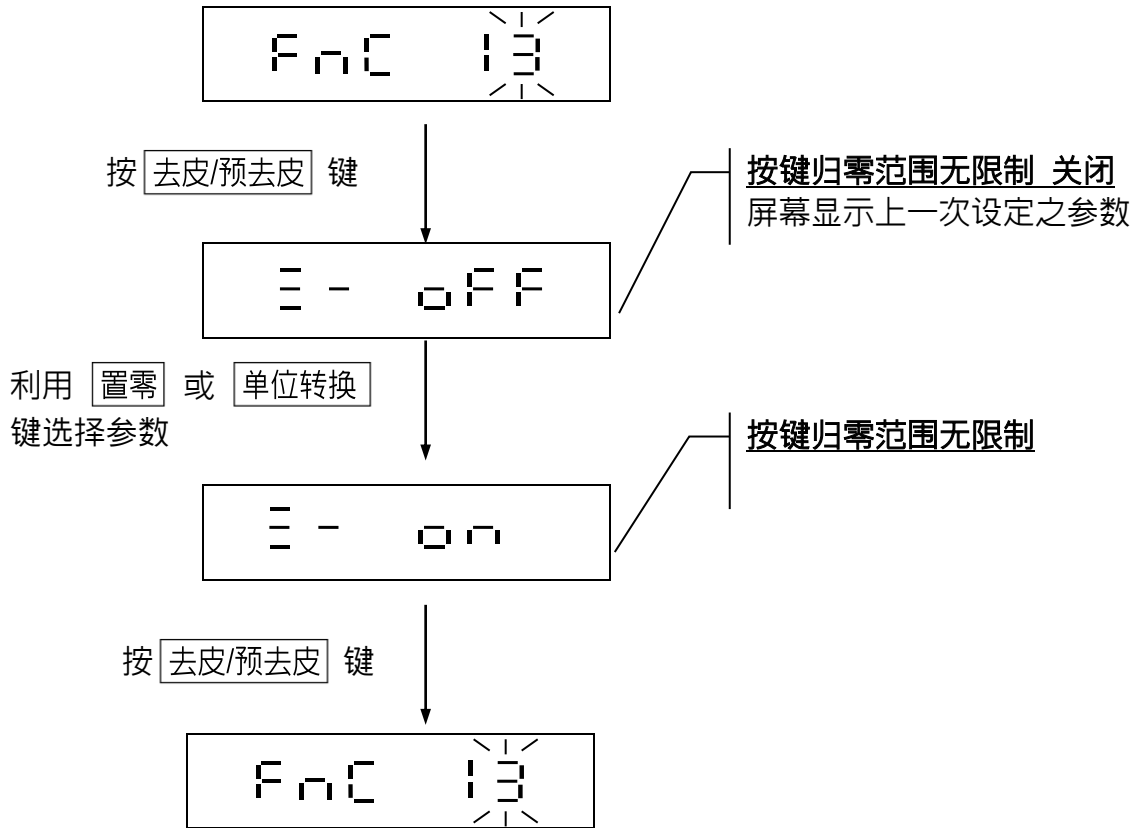 FnC 13
按 去皮/预去皮 键
按键归零范围无限制 关闭
屏幕显示上一次设定之参数
Ξ- oFF
利用 置零 或 单位转换
键选择参数
按键归零范围无限制
Ξ- on
按 去皮/预去皮 键
FnC 13